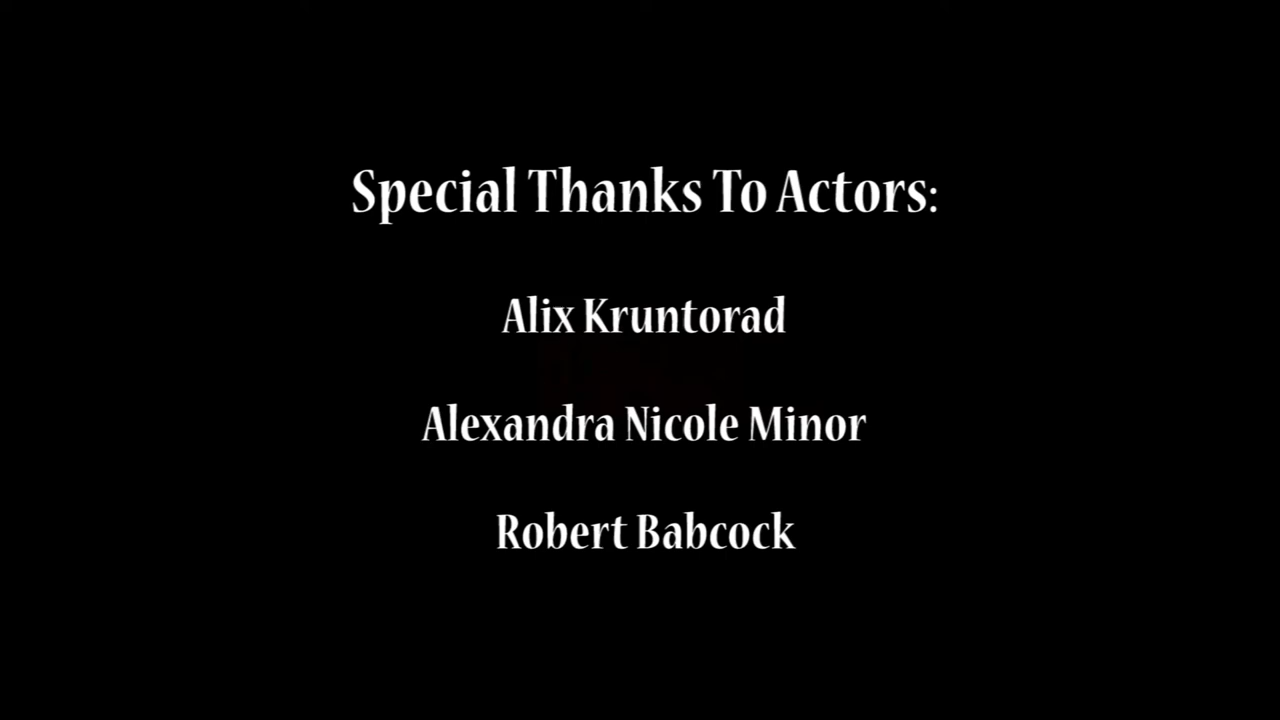 Special Thanks To Actors:
Alix Kruntorad
Alexandra Nicole Minor
Robert Babcock